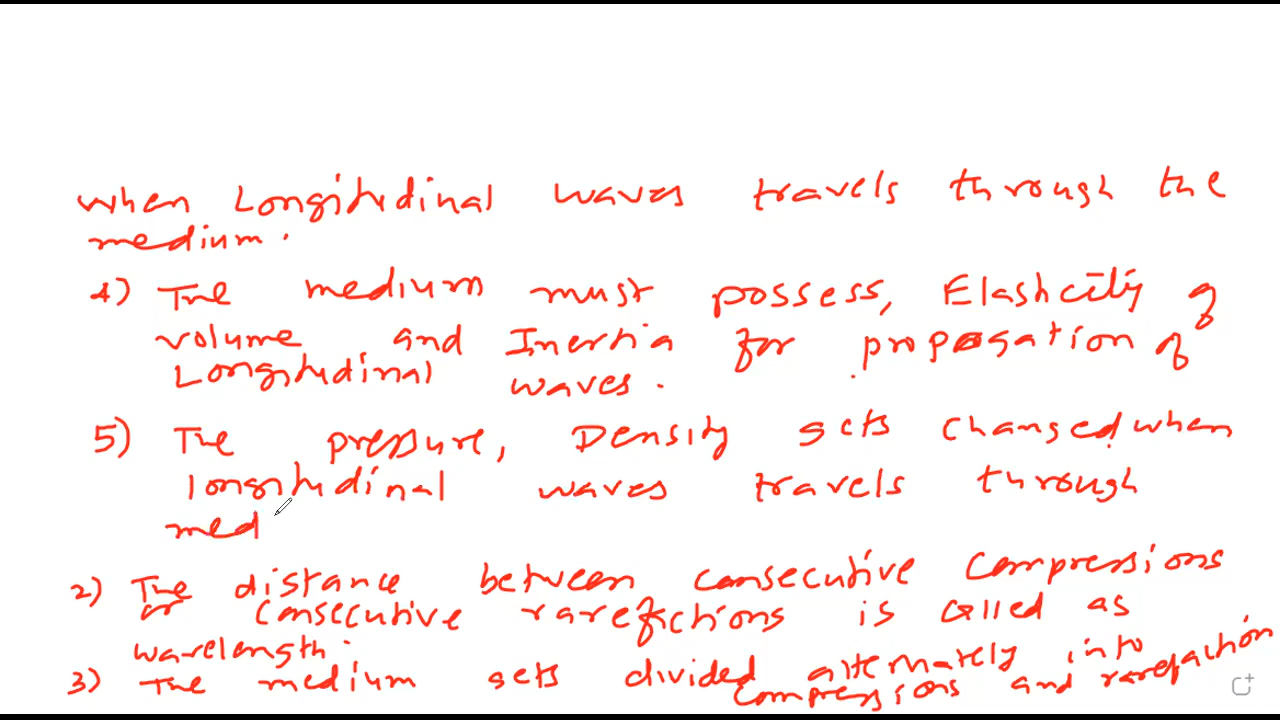 when Longitudinal waves travels through the
medium.
4) The medium must possess, Elasticity of
volume and Inertia for propagation of
Longitudinal waves.
5) The pressure, Density gets changed when
longitudinal waves travels through
med
2) The distance between consecutive compressions
or consecutive rarefictions is called as
wavelength.
3) The medium gets divided alternately into
compressions and rarefaction